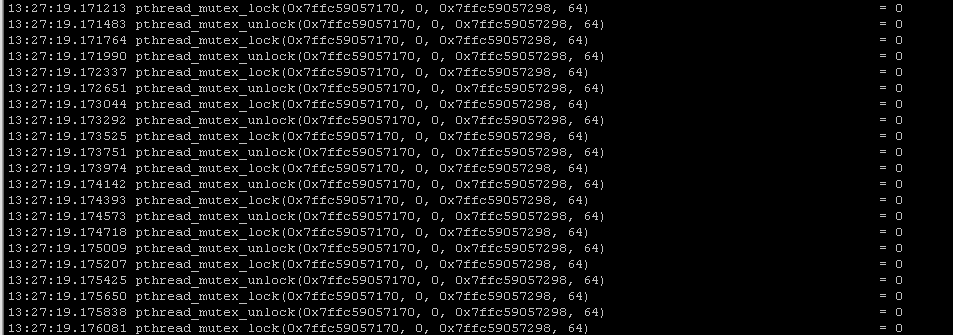 13:27:19.171213 pthread_mutex_lock(0x7ffc59057170, 0, 0x7ffc59057298, 64) = 0
13:27:19.171483 pthread_mutex_unlock(0x7ffc59057170, 0, 0x7ffc59057298, 64) = 0
13:27:19.171764 pthread_mutex_lock(0x7ffc59057170, 0, 0x7ffc59057298, 64) = 0
13:27:19.171990 pthread_mutex_unlock(0x7ffc59057170, 0, 0x7ffc59057298, 64) = 0
13:27:19.172337 pthread_mutex_lock(0x7ffc59057170, 0, 0x7ffc59057298, 64) = 0
13:27:19.172651 pthread_mutex_unlock(0x7ffc59057170, 0, 0x7ffc59057298, 64) = 0
13:27:19.173044 pthread_mutex_lock(0x7ffc59057170, 0, 0x7ffc59057298, 64) = 0
13:27:19.173292 pthread_mutex_unlock(0x7ffc59057170, 0, 0x7ffc59057298, 64) = 0
13:27:19.173525 pthread_mutex_lock(0x7ffc59057170, 0, 0x7ffc59057298, 64) = 0
13:27:19.173751 pthread_mutex_unlock(0x7ffc59057170, 0, 0x7ffc59057298, 64) = 0
13:27:19.173974 pthread_mutex_lock(0x7ffc59057170, 0, 0x7ffc59057298, 64) = 0
13:27:19.174142 pthread_mutex_unlock(0x7ffc59057170, 0, 0x7ffc59057298, 64) = 0
13:27:19.174393 pthread_mutex_lock(0x7ffc59057170, 0, 0x7ffc59057298, 64) = 0
13:27:19.174573 pthread_mutex_unlock(0x7ffc59057170, 0, 0x7ffc59057298, 64) = 0
13:27:19.174718 pthread_mutex_lock(0x7ffc59057170, 0, 0x7ffc59057298, 64) = 0
13:27:19.175009 pthread_mutex_unlock(0x7ffc59057170, 0, 0x7ffc59057298, 64) = 0
13:27:19.175207 pthread_mutex_lock(0x7ffc59057170, 0, 0x7ffc59057298, 64) = 0
13:27:19.175425 pthread_mutex_unlock(0x7ffc59057170, 0, 0x7ffc59057298, 64) = 0
13:27:19.175650 pthread_mutex_lock(0x7ffc59057170, 0, 0x7ffc59057298, 64) = 0
13:27:19.175838 pthread_mutex_unlock(0x7ffc59057170, 0, 0x7ffc59057298, 64) = 0
13:27:19.176081 pthread_mutex_lock(0x7ffc59057170, 0, 0x7ffc59057298, 64) = 0